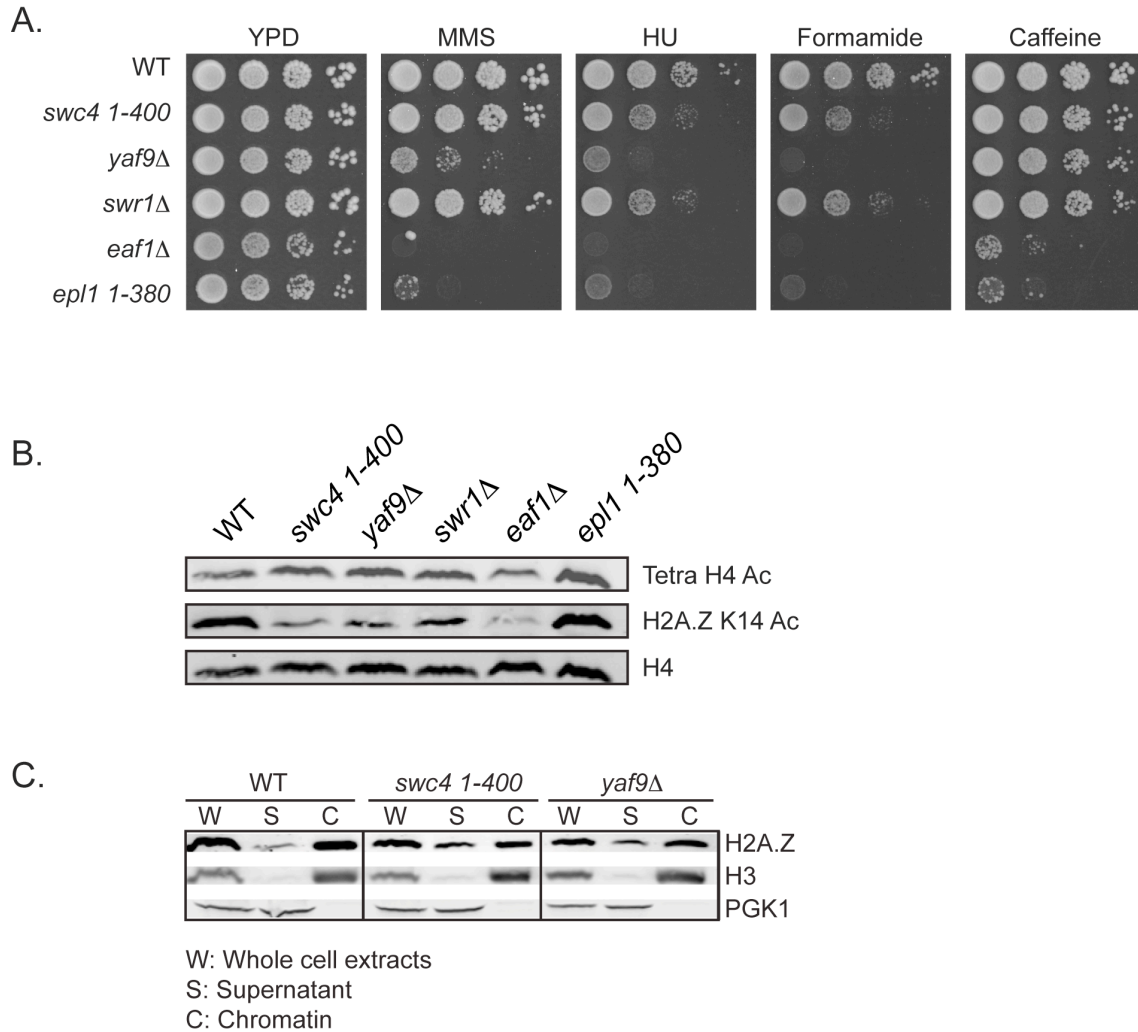 A.
YPD MMS HU Formamide Caffeine
WT
swc4 1-400
yaf9Δ
swr1Δ
eaf1Δ
epl1 1-380
B.
WT swc4 1-400 yaf9Δ swr1Δ eaf1Δ epl1 1-380
Tetra H4 Ac
H2A.Z K14 Ac
H4
C.
WT swc4 1-400 yaf9Δ
W S C W S C W S C
H2A.Z
H3
PGK1
W: Whole cell extracts
S: Supernatant
C: Chromatin